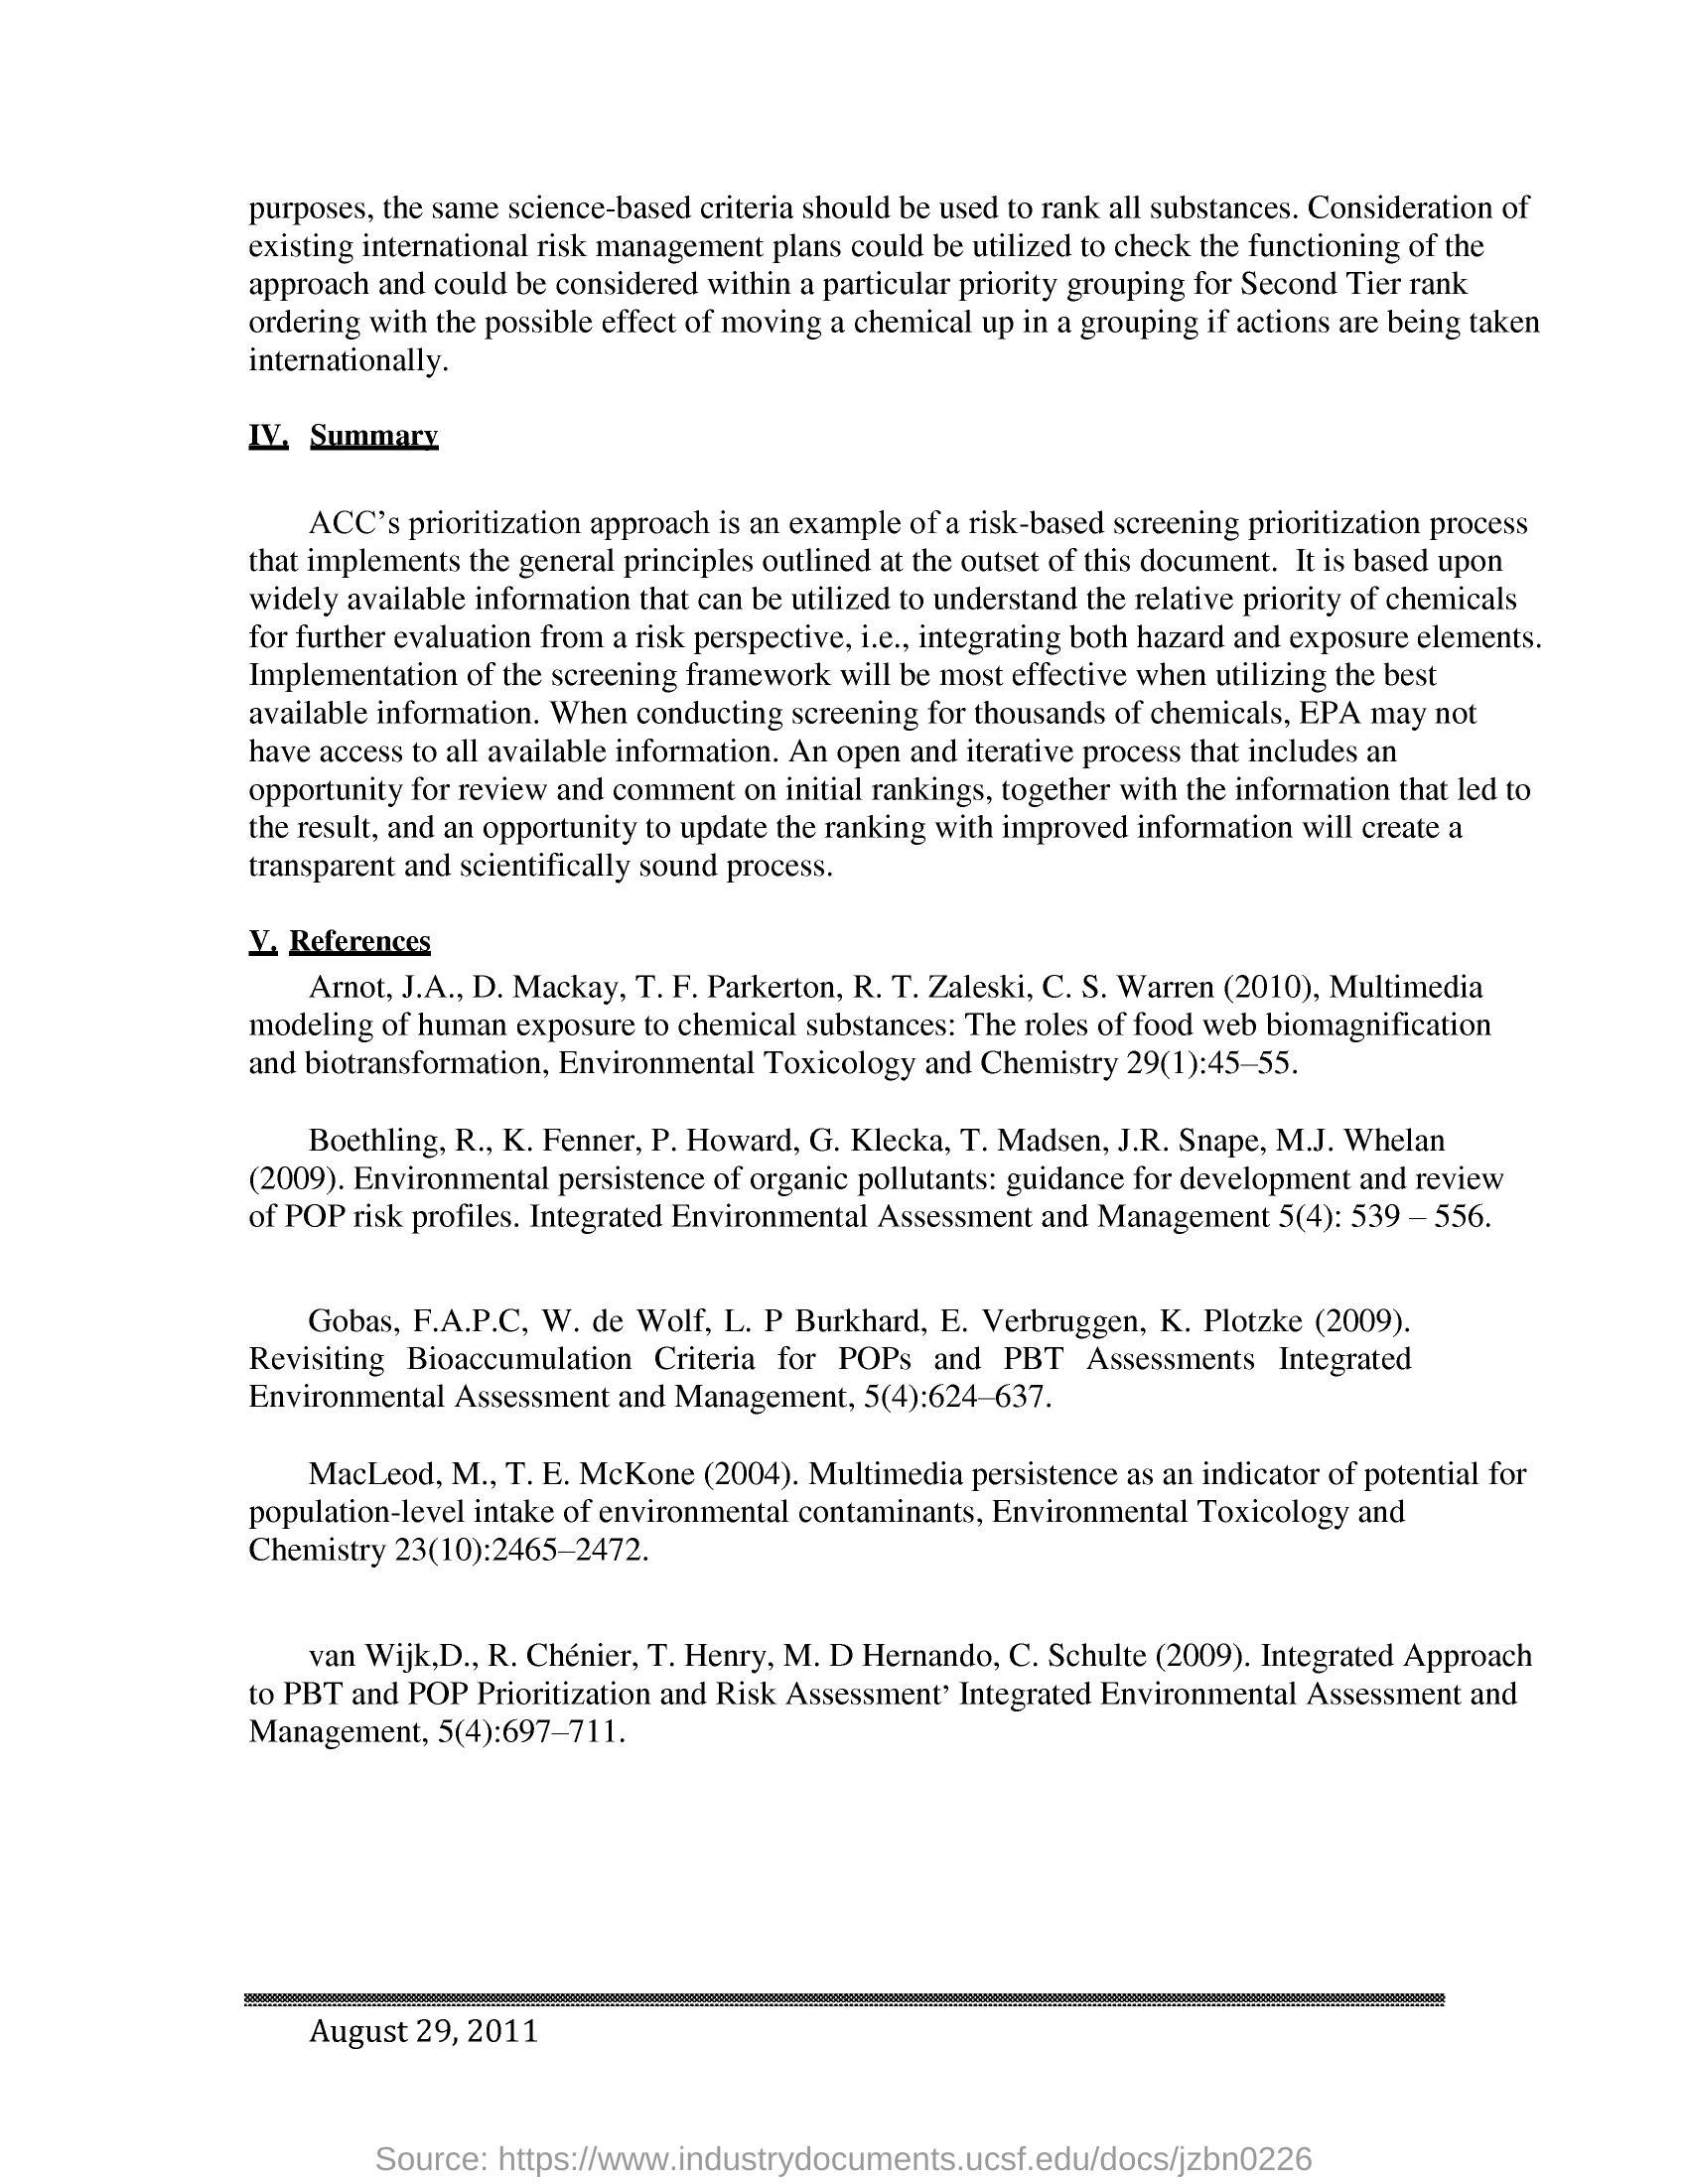 purposes, the same science-based criteria should be used to rank all substances. Consideration of
existing international risk management plans could be utilized to check the functioning of the
approach and could be considered within a particular priority grouping for Second Tier rank
ordering with the possible effect of moving a chemical up in a grouping if actions are being taken
internationally.
IV. Summary
ACC’s prioritization approach is an example of a risk-based screening prioritization process
that implements the general principles outlined at the outset of this document. It is based upon
widely available information that can be utilized to understand the relative priority of chemicals
for further evaluation from a risk perspective, i.e., integrating both hazard and exposure elements.
Implementation of the screening framework will be most effective when utilizing the best
available information. When conducting screening for thousands of chemicals, EPA may not
have access to all available information. An open and iterative process that includes an
opportunity for review and comment on initial rankings, together with the information that led to
the result, and an opportunity to update the ranking with improved information will create a
transparent and scientifically sound process.
V. References
Arnot, J.A., D. Mackay, T. F. Parkerton, R. T. Zaleski, C. S. Warren (2010), Multimedia
modeling of human exposure to chemical substances: The roles of food web biomagnification
and biotransformation, Environmental Toxicology and Chemistry 29(1):45–55.
Boethling, R., K. Fenner, P. Howard, G. Klecka, T. Madsen, J.R. Snape, M.J. Whelan
(2009). Environmental persistence of organic pollutants: guidance for development and review
of POP risk profiles. Integrated Environmental Assessment and Management 5(4): 539 – 556.
Gobas, F.A.P.C, W. de Wolf, L. P Burkhard, E. Verbruggen, K. Plotzke (2009).
Revisiting Bioaccumulation Criteria for POPs and PBT Assessments Integrated
Environmental Assessment and Management, 5(4):624–637.
MacLeod, M., T. E. McKone (2004). Multimedia persistence as an indicator of potential for
population-level intake of environmental contaminants, Environmental Toxicology and
Chemistry 23(10):2465–2472.
van Wijk,D., R. Chénier, T. Henry, M. D Hernando, C. Schulte (2009). Integrated Approach
to PBT and POP Prioritization and Risk Assessment’ Integrated Environmental Assessment and
Management, 5(4):697–711.
August 29, 2011
Source: https://www.industrydocuments.ucsf.edu/docs/jzbn0226